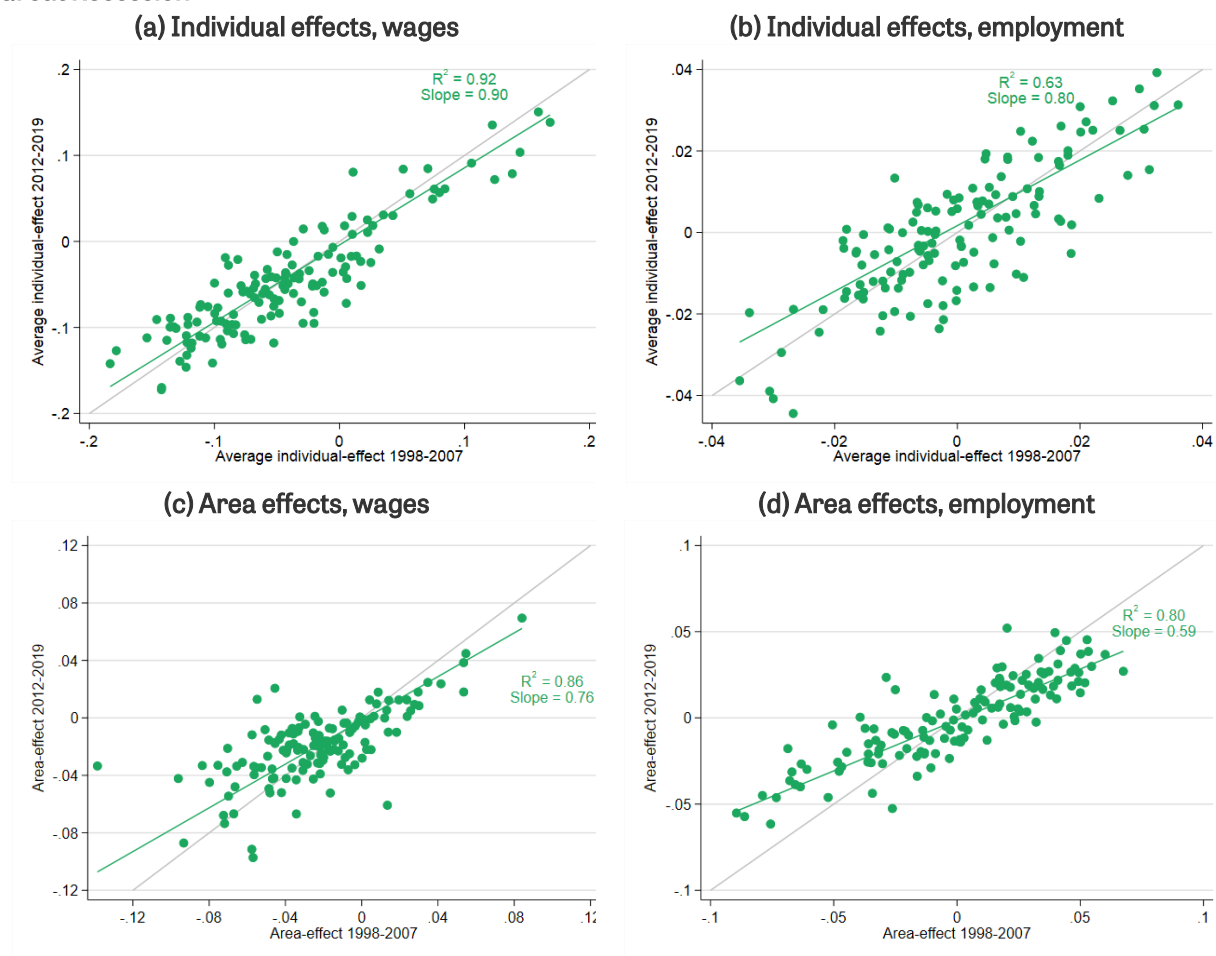 (a) Individual effects, wages
R² = 0.92
Slope = 0.90
Average individual-effect 2012-2019
.2
.1
0
-.1
-.2
-.2 -.1 0 .1 .2
Average individual-effect 1998-2007
(b) Individual effects, employment
R² = 0.63
Slope = 0.80
Average individual-effect 2012-2019
.04
.02
0
-.02
-.04
-.04 -.02 0 .02 .04
Average individual-effect 1998-2007
(c) Area effects, wages
R² = 0.86
Slope = 0.76
Area-effect 2012-2019
.12
.08
.04
0
-.04
-.08
-.12
-.12 -.08 -.04 0 .04 .08 .12
Area-effect 1998-2007
(d) Area effects, employment
R² = 0.80
Slope = 0.59
Area-effect 2012-2019
.1
.05
0
-.05
-.1
-.1 -.05 0 .05 .1
Area-effect 1998-2007